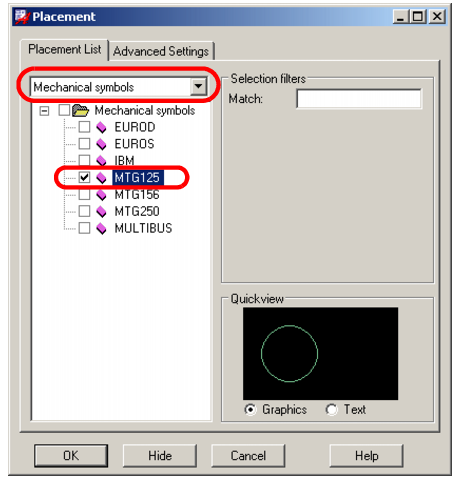 Placement
Placement List
Advanced Settings
Mechanical symbols
Mechanical symbols
EUROD
EUROS
IBM
MTG125
MTG156
MTG250
MULTIBUS
Selection filters
Match:
Quickview
Graphics
Text
OK
Hide
Cancel
Help